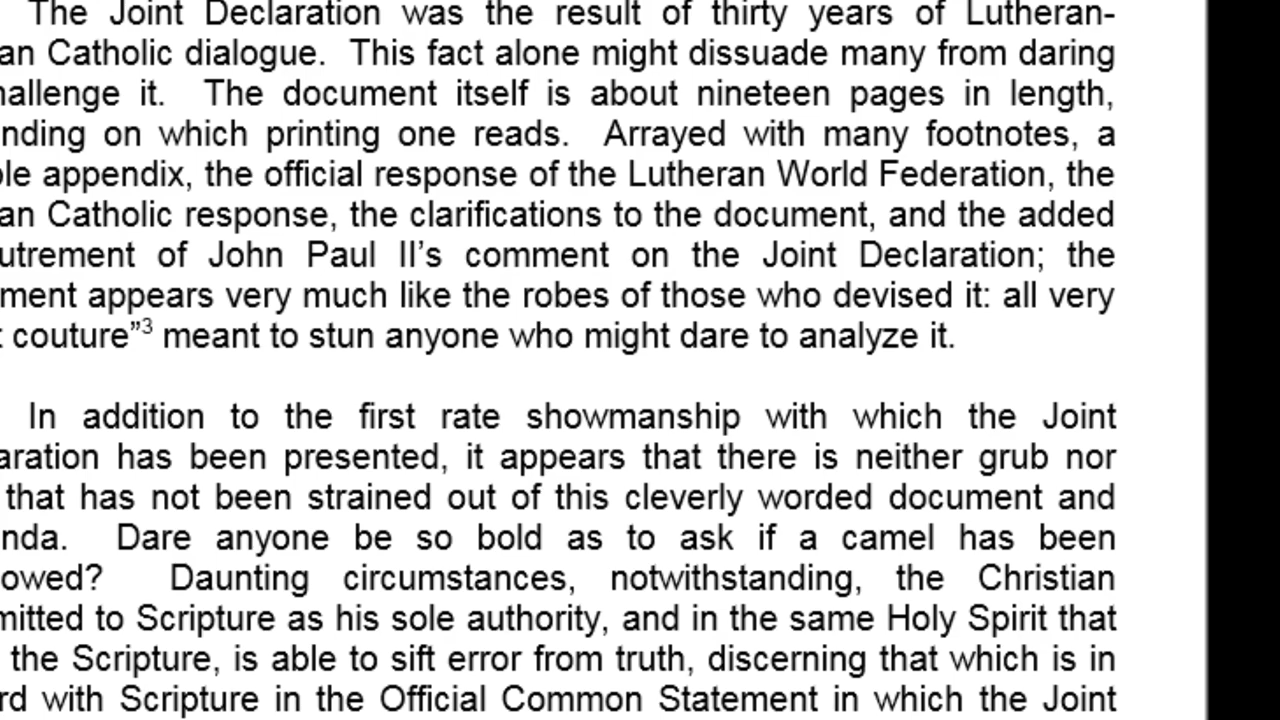 The Joint Declaration was the result of thirty years of Lutheran-
an Catholic dialogue. This fact alone might dissuade many from daring
hallenge it. The document itself is about nineteen pages in length,
nding on which printing one reads. Arrayed with many footnotes, a
ple appendix, the official response of the Lutheran World Federation, the
an Catholic response, the clarifications to the document, and the added
utrement of John Paul II’s comment on the Joint Declaration; the
ment appears very much like the robes of those who devised it: all very
t couture”3 meant to stun anyone who might dare to analyze it.
In addition to the first rate showmanship with which the Joint
aration has been presented, it appears that there is neither grub nor
that has not been strained out of this cleverly worded document and
nda. Dare anyone be so bold as to ask if a camel has been
owed? Daunting circumstances, notwithstanding, the Christian
mitted to Scripture as his sole authority, and in the same Holy Spirit that
the Scripture, is able to sift error from truth, discerning that which is in
rd with Scripture in the Official Common Statement in which the Joint